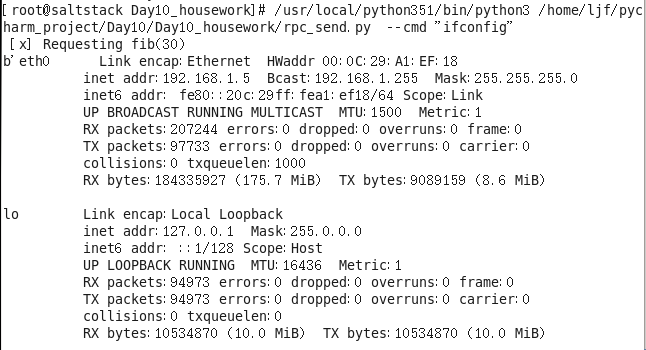 [root@saltstack Day10_housework]# /usr/local/python351/bin/python3 /home/ljf/pyc
harm_project/Day10/Day10_housework/rpc_send.py  --cmd "ifconfig"
 [x] Requesting fib(30)
b'eth0      Link encap:Ethernet  HWaddr 00:0C:29:A1:EF:18
          inet addr:192.168.1.5  Bcast:192.168.1.255  Mask:255.255.255.0
          inet6 addr: fe80::20c:29ff:fea1:ef18/64 Scope:Link
          UP BROADCAST RUNNING MULTICAST  MTU:1500  Metric:1
          RX packets:207244 errors:0 dropped:0 overruns:0 frame:0
          TX packets:97733 errors:0 dropped:0 overruns:0 carrier:0
          collisions:0 txqueuelen:1000
          RX bytes:184335927 (175.7 MiB)  TX bytes:9089159 (8.6 MiB)

lo        Link encap:Local Loopback
          inet addr:127.0.0.1  Mask:255.0.0.0
          inet6 addr: ::1/128 Scope:Host
          UP LOOPBACK RUNNING  MTU:16436  Metric:1
          RX packets:94973 errors:0 dropped:0 overruns:0 frame:0
          TX packets:94973 errors:0 dropped:0 overruns:0 carrier:0
          collisions:0 txqueuelen:0
          RX bytes:10534870 (10.0 MiB)  TX bytes:10534870 (10.0 MiB)